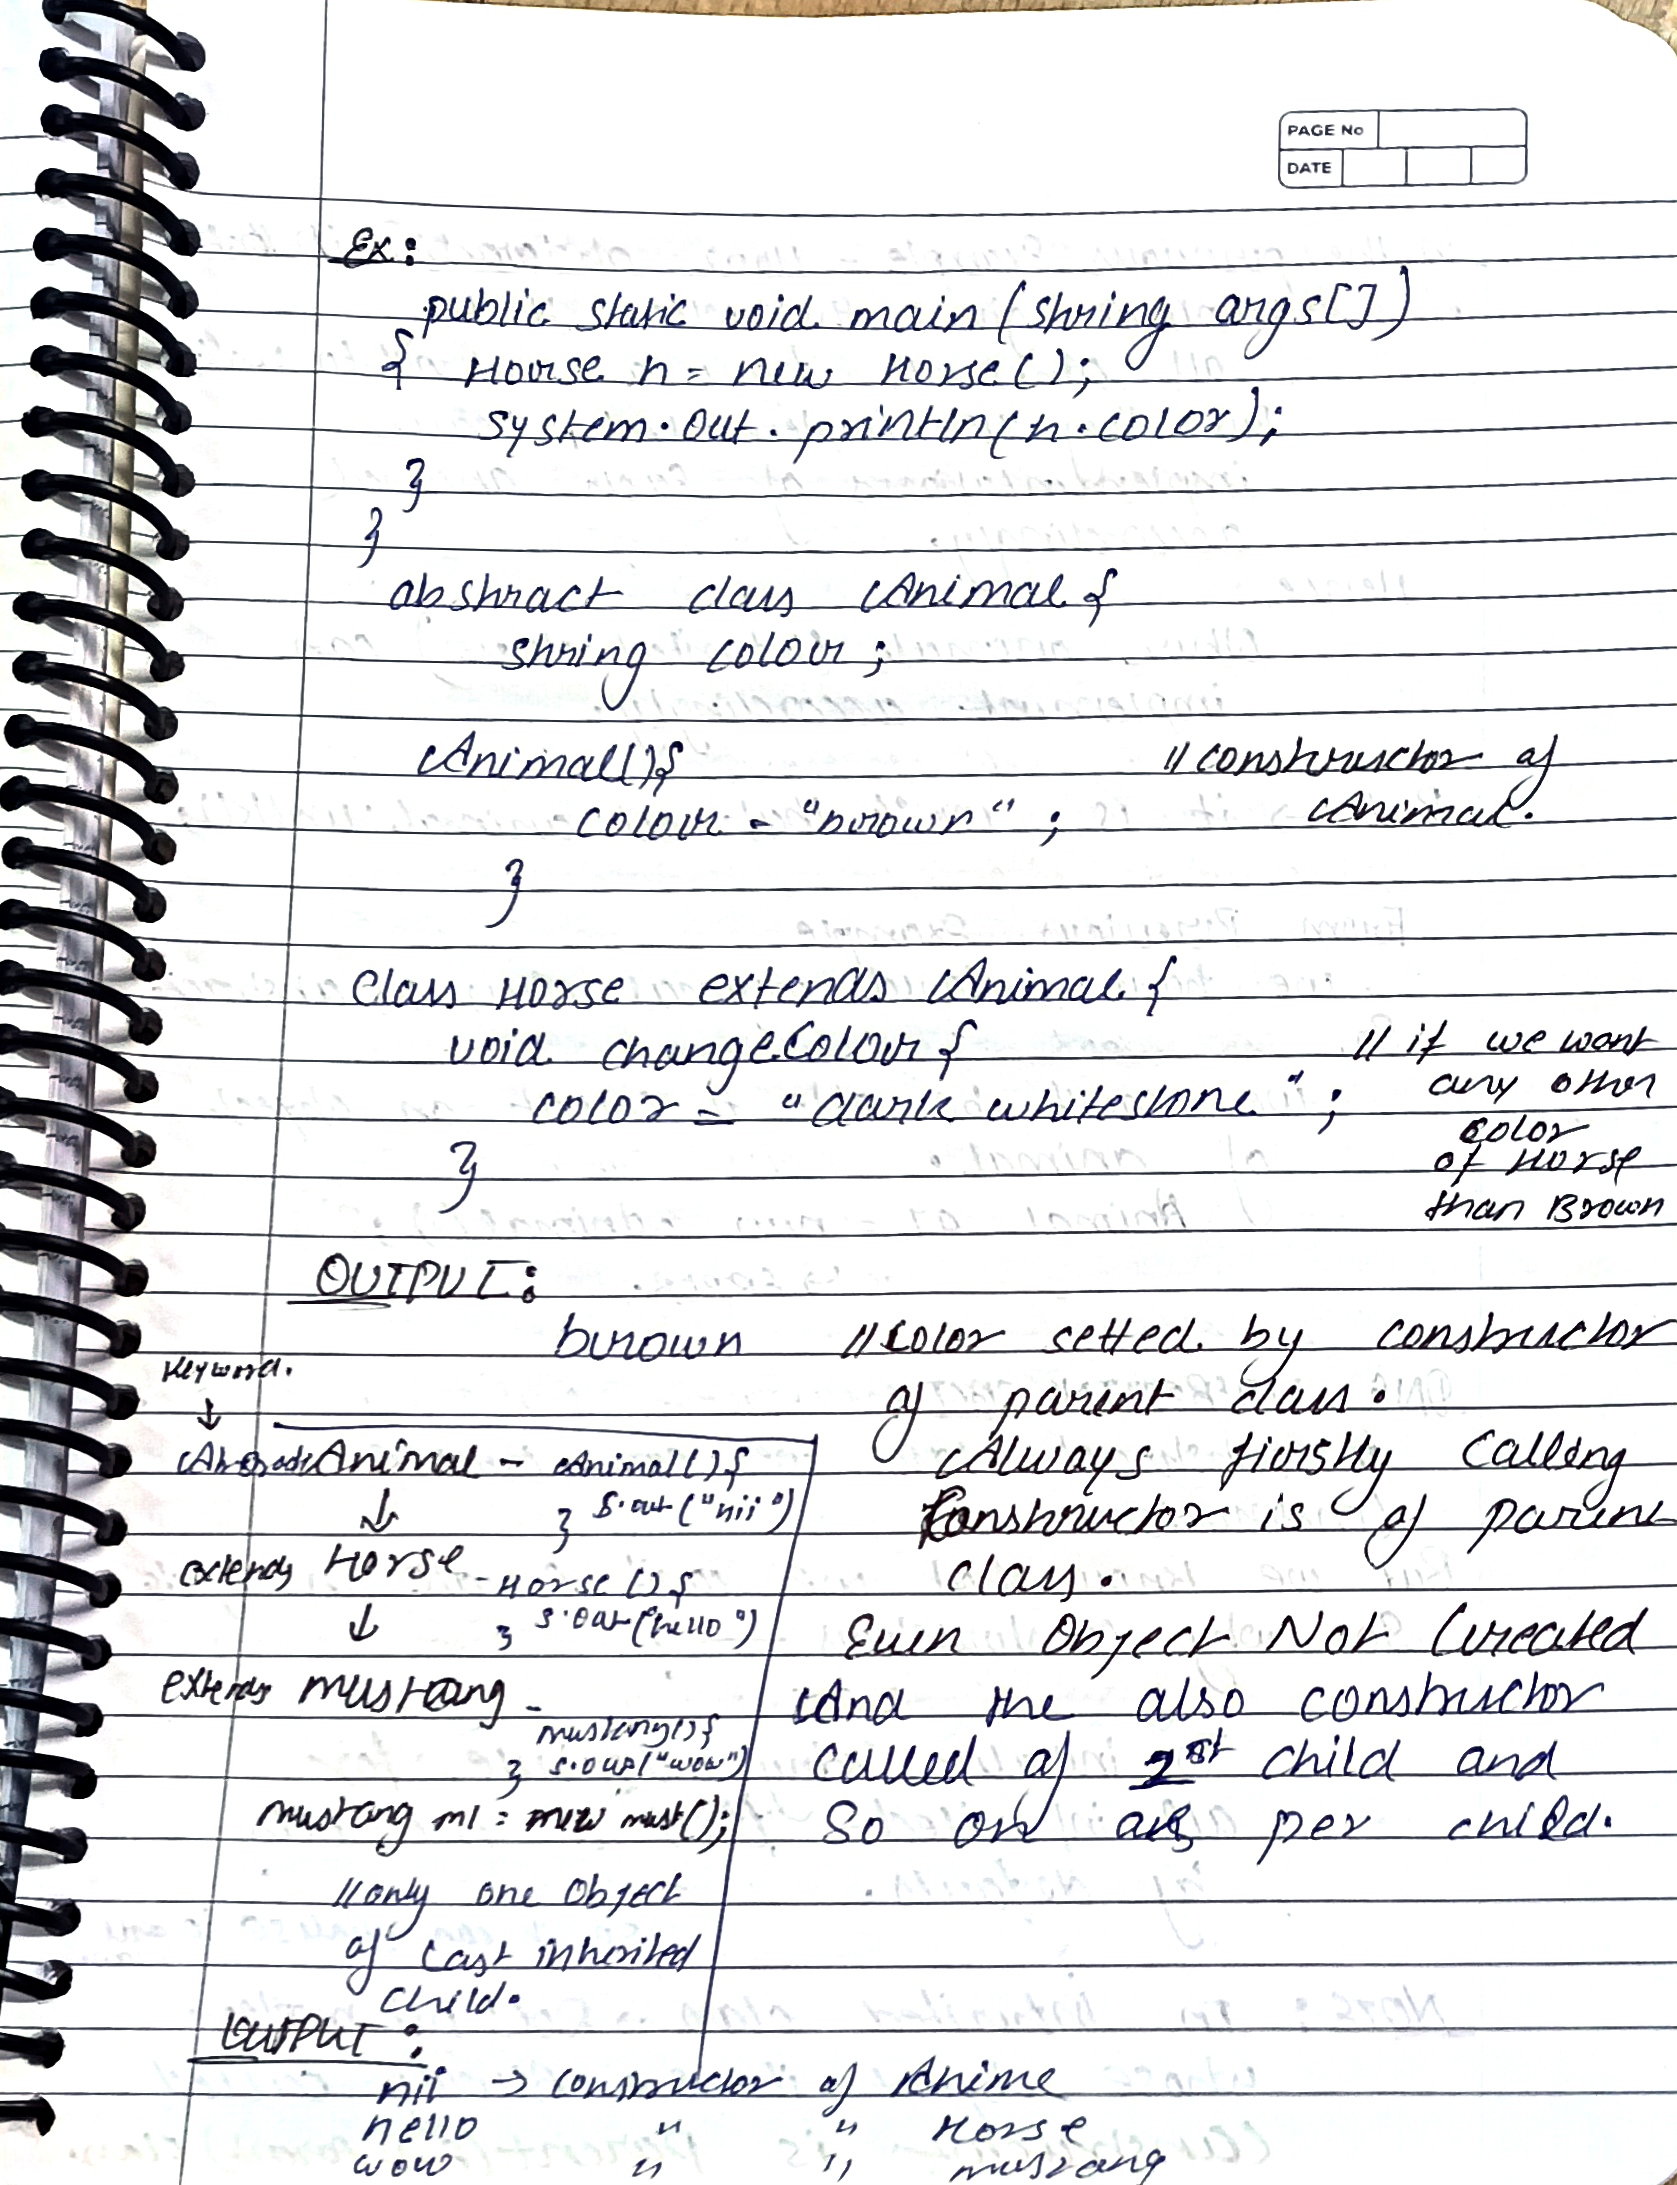 PAGE No
DATE
Ex:
public static void main (string args[])
{ Hourse h = new Horse();
system.out.println(h.color);
}
}
abstract class Animal {
string colour;
Animal(){ // constructor of
colour = "brown"; Animal.
}
class Horse extends Animal {
void changeColour { // if we want
color = "dark whitestone"; any other
color
of Horse
} than Brown
OUTPUT:
brown // color setted by constructor
of parent class.
Always firstly calling
constructor is of parent
class.
Even Object Not Created
And the also constructor
called of 2st child and
So on as per child.
Keyword.
↓
Animal - Animal(){
↓ } S.out("hii")
extends Horse - Horse(){
↓ } S.out("hello")
extends mustang - mustang(){
} S.out("wow")
mustang m1 = new must();
// only one object
of last inherited
child.
OUTPUT:
hii → constructor of Anime
hello " " Horse
wow " " mustang